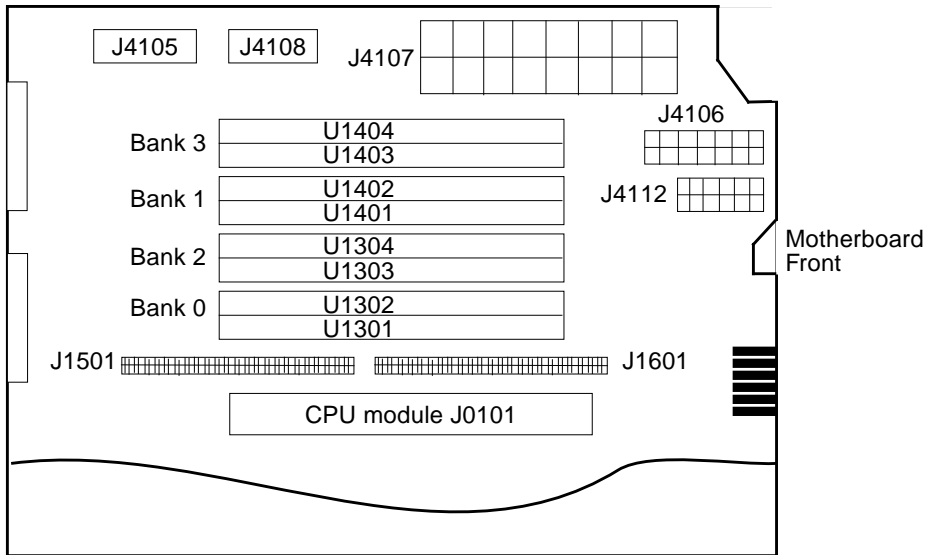 J4105
J4108
J4107
J4106
Bank 3
U1404
U1403
J4112
Bank 1
U1402
U1401
Motherboard
Front
Bank 2
U1304
U1303
Bank 0
U1302
U1301
J1501
J1601
CPU module J0101